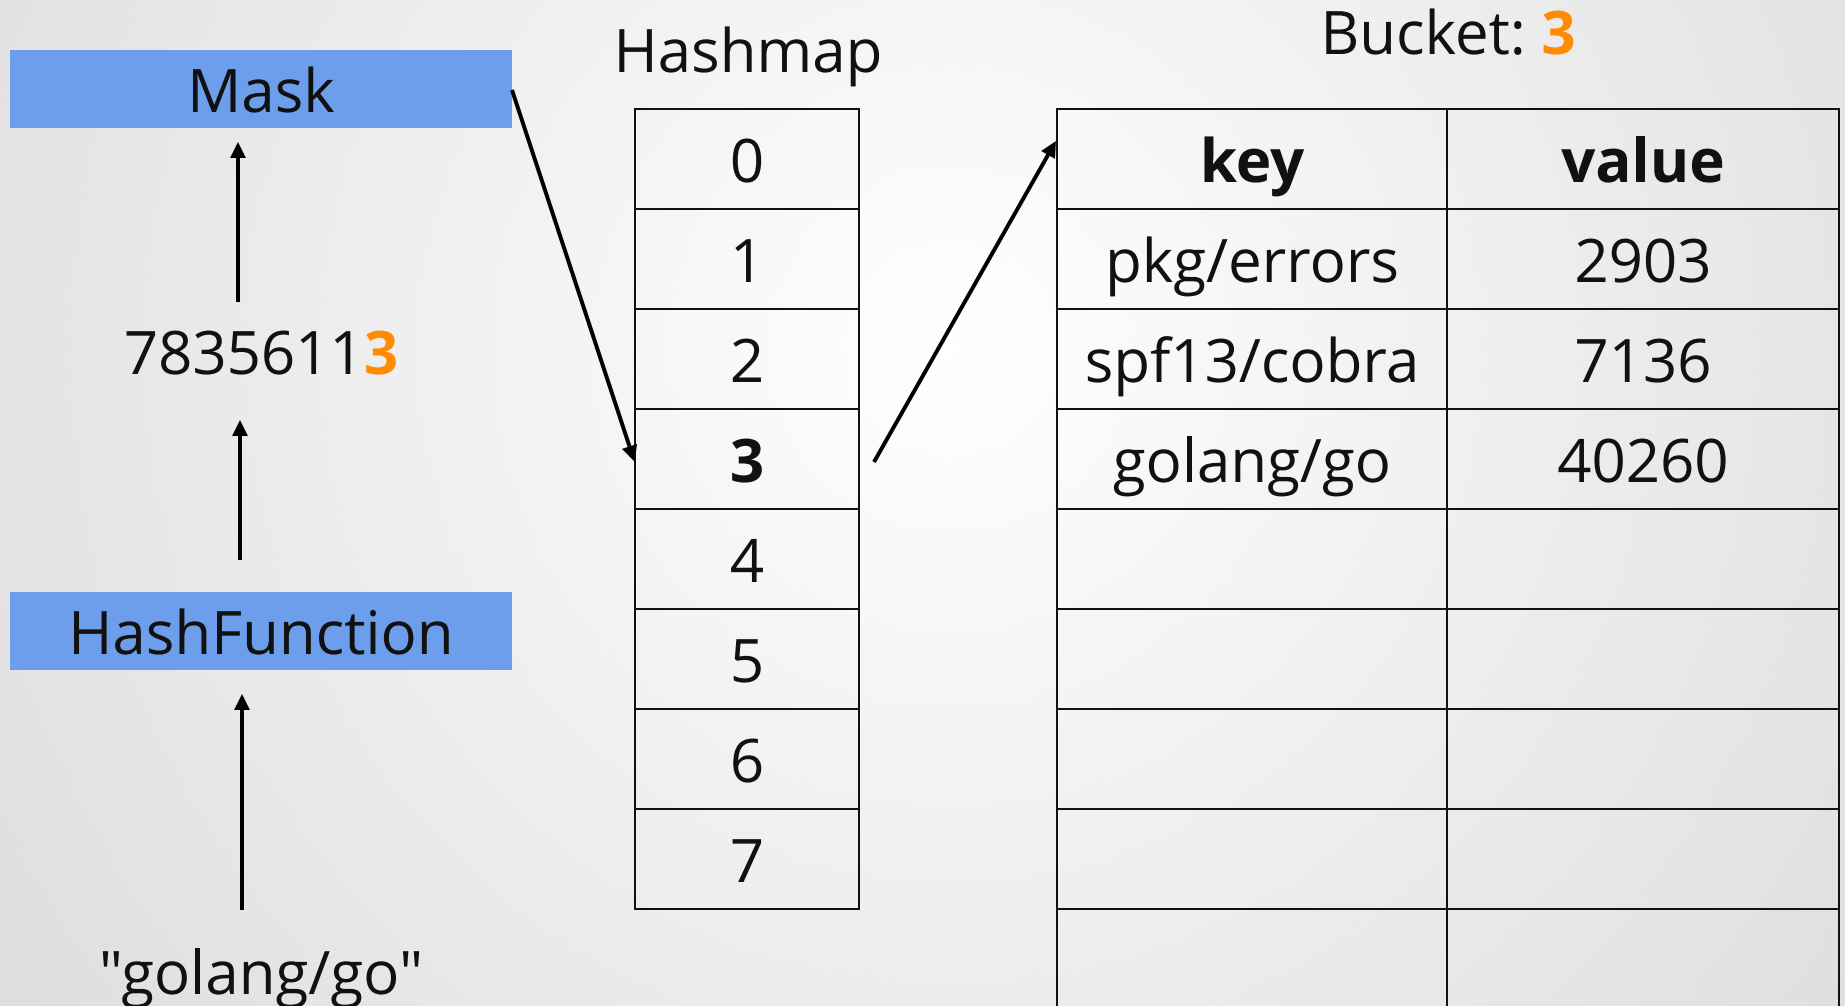 Mask
78356113
HashFunction
"golang/go"
Hashmap
0
1
2
3
4
5
6
7
Bucket: 3
key value
pkg/errors 2903
spf13/cobra 7136
golang/go 40260